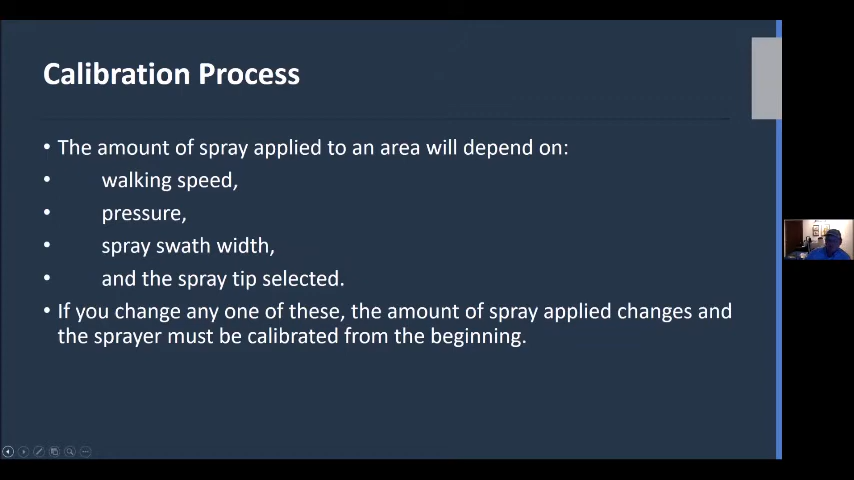 Calibration Process
• The amount of spray applied to an area will depend on:
• walking speed,
• pressure,
• spray swath width,
• and the spray tip selected.
• If you change any one of these, the amount of spray applied changes and
the sprayer must be calibrated from the beginning.